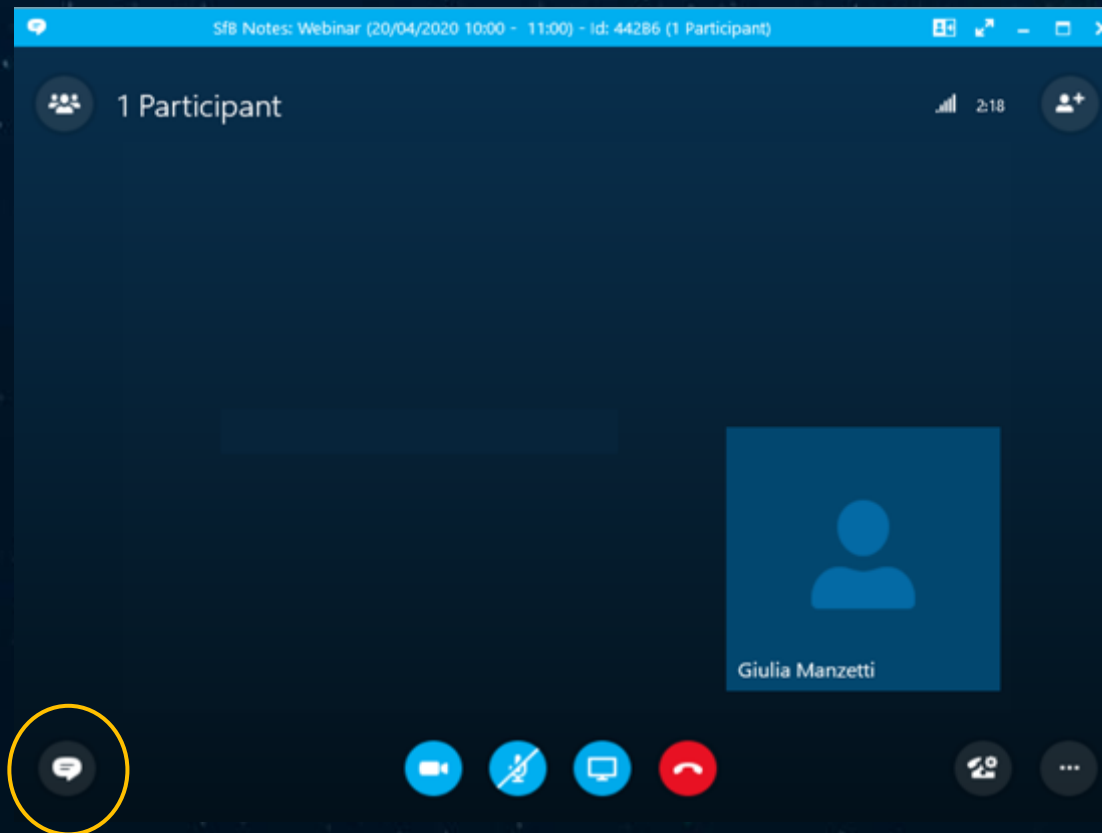 SfB Notes: Webinar (20/04/2020 10:00 - 11:00) - Id: 44286 (1 Participant)
1 Participant
2:18
Giulia Manzetti